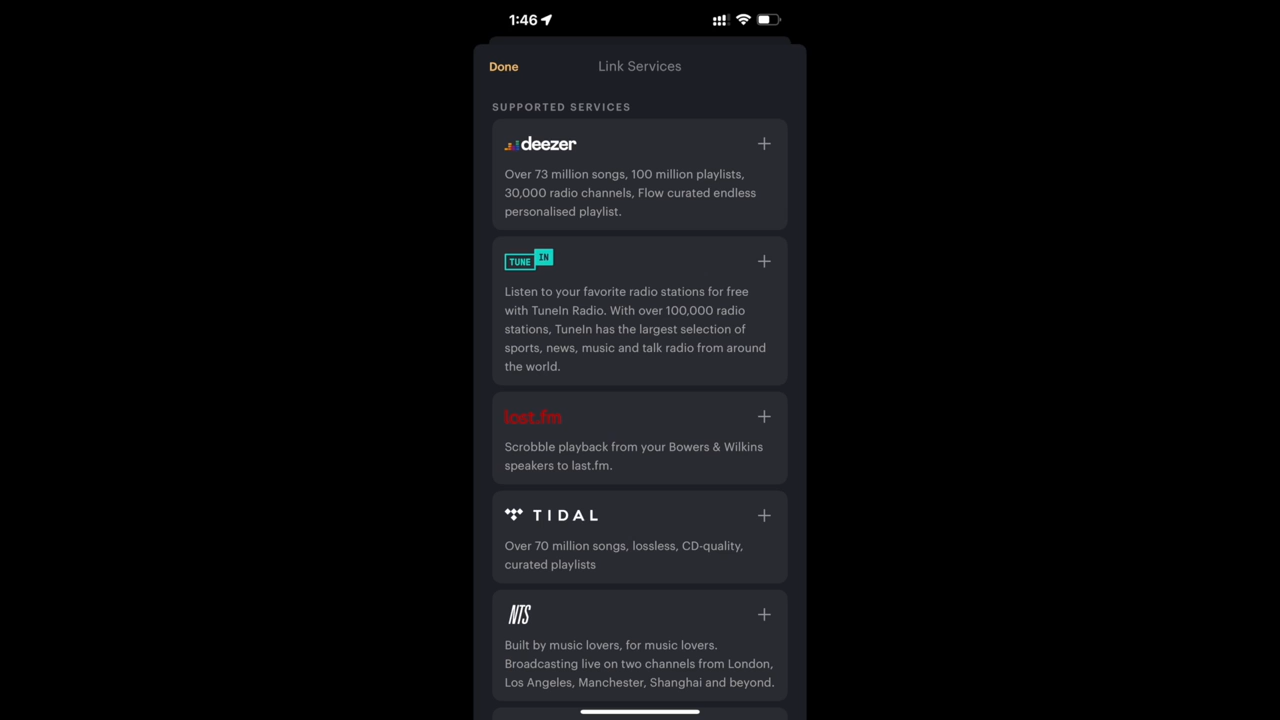 1:46
Done
Link Services
SUPPORTED SERVICES
deezer
Over 73 million songs, 100 million playlists,
30,000 radio channels, Flow curated endless
personalised playlist.
TUNE IN
Listen to your favorite radio stations for free
with TuneIn Radio. With over 100,000 radio
stations, TuneIn has the largest selection of
sports, news, music and talk radio from around
the world.
last.fm
Scrobble playback from your Bowers & Wilkins
speakers to last.fm.
TIDAL
Over 70 million songs, lossless, CD-quality,
curated playlists
NTS
Built by music lovers, for music lovers.
Broadcasting live on two channels from London,
Los Angeles, Manchester, Shanghai and beyond.